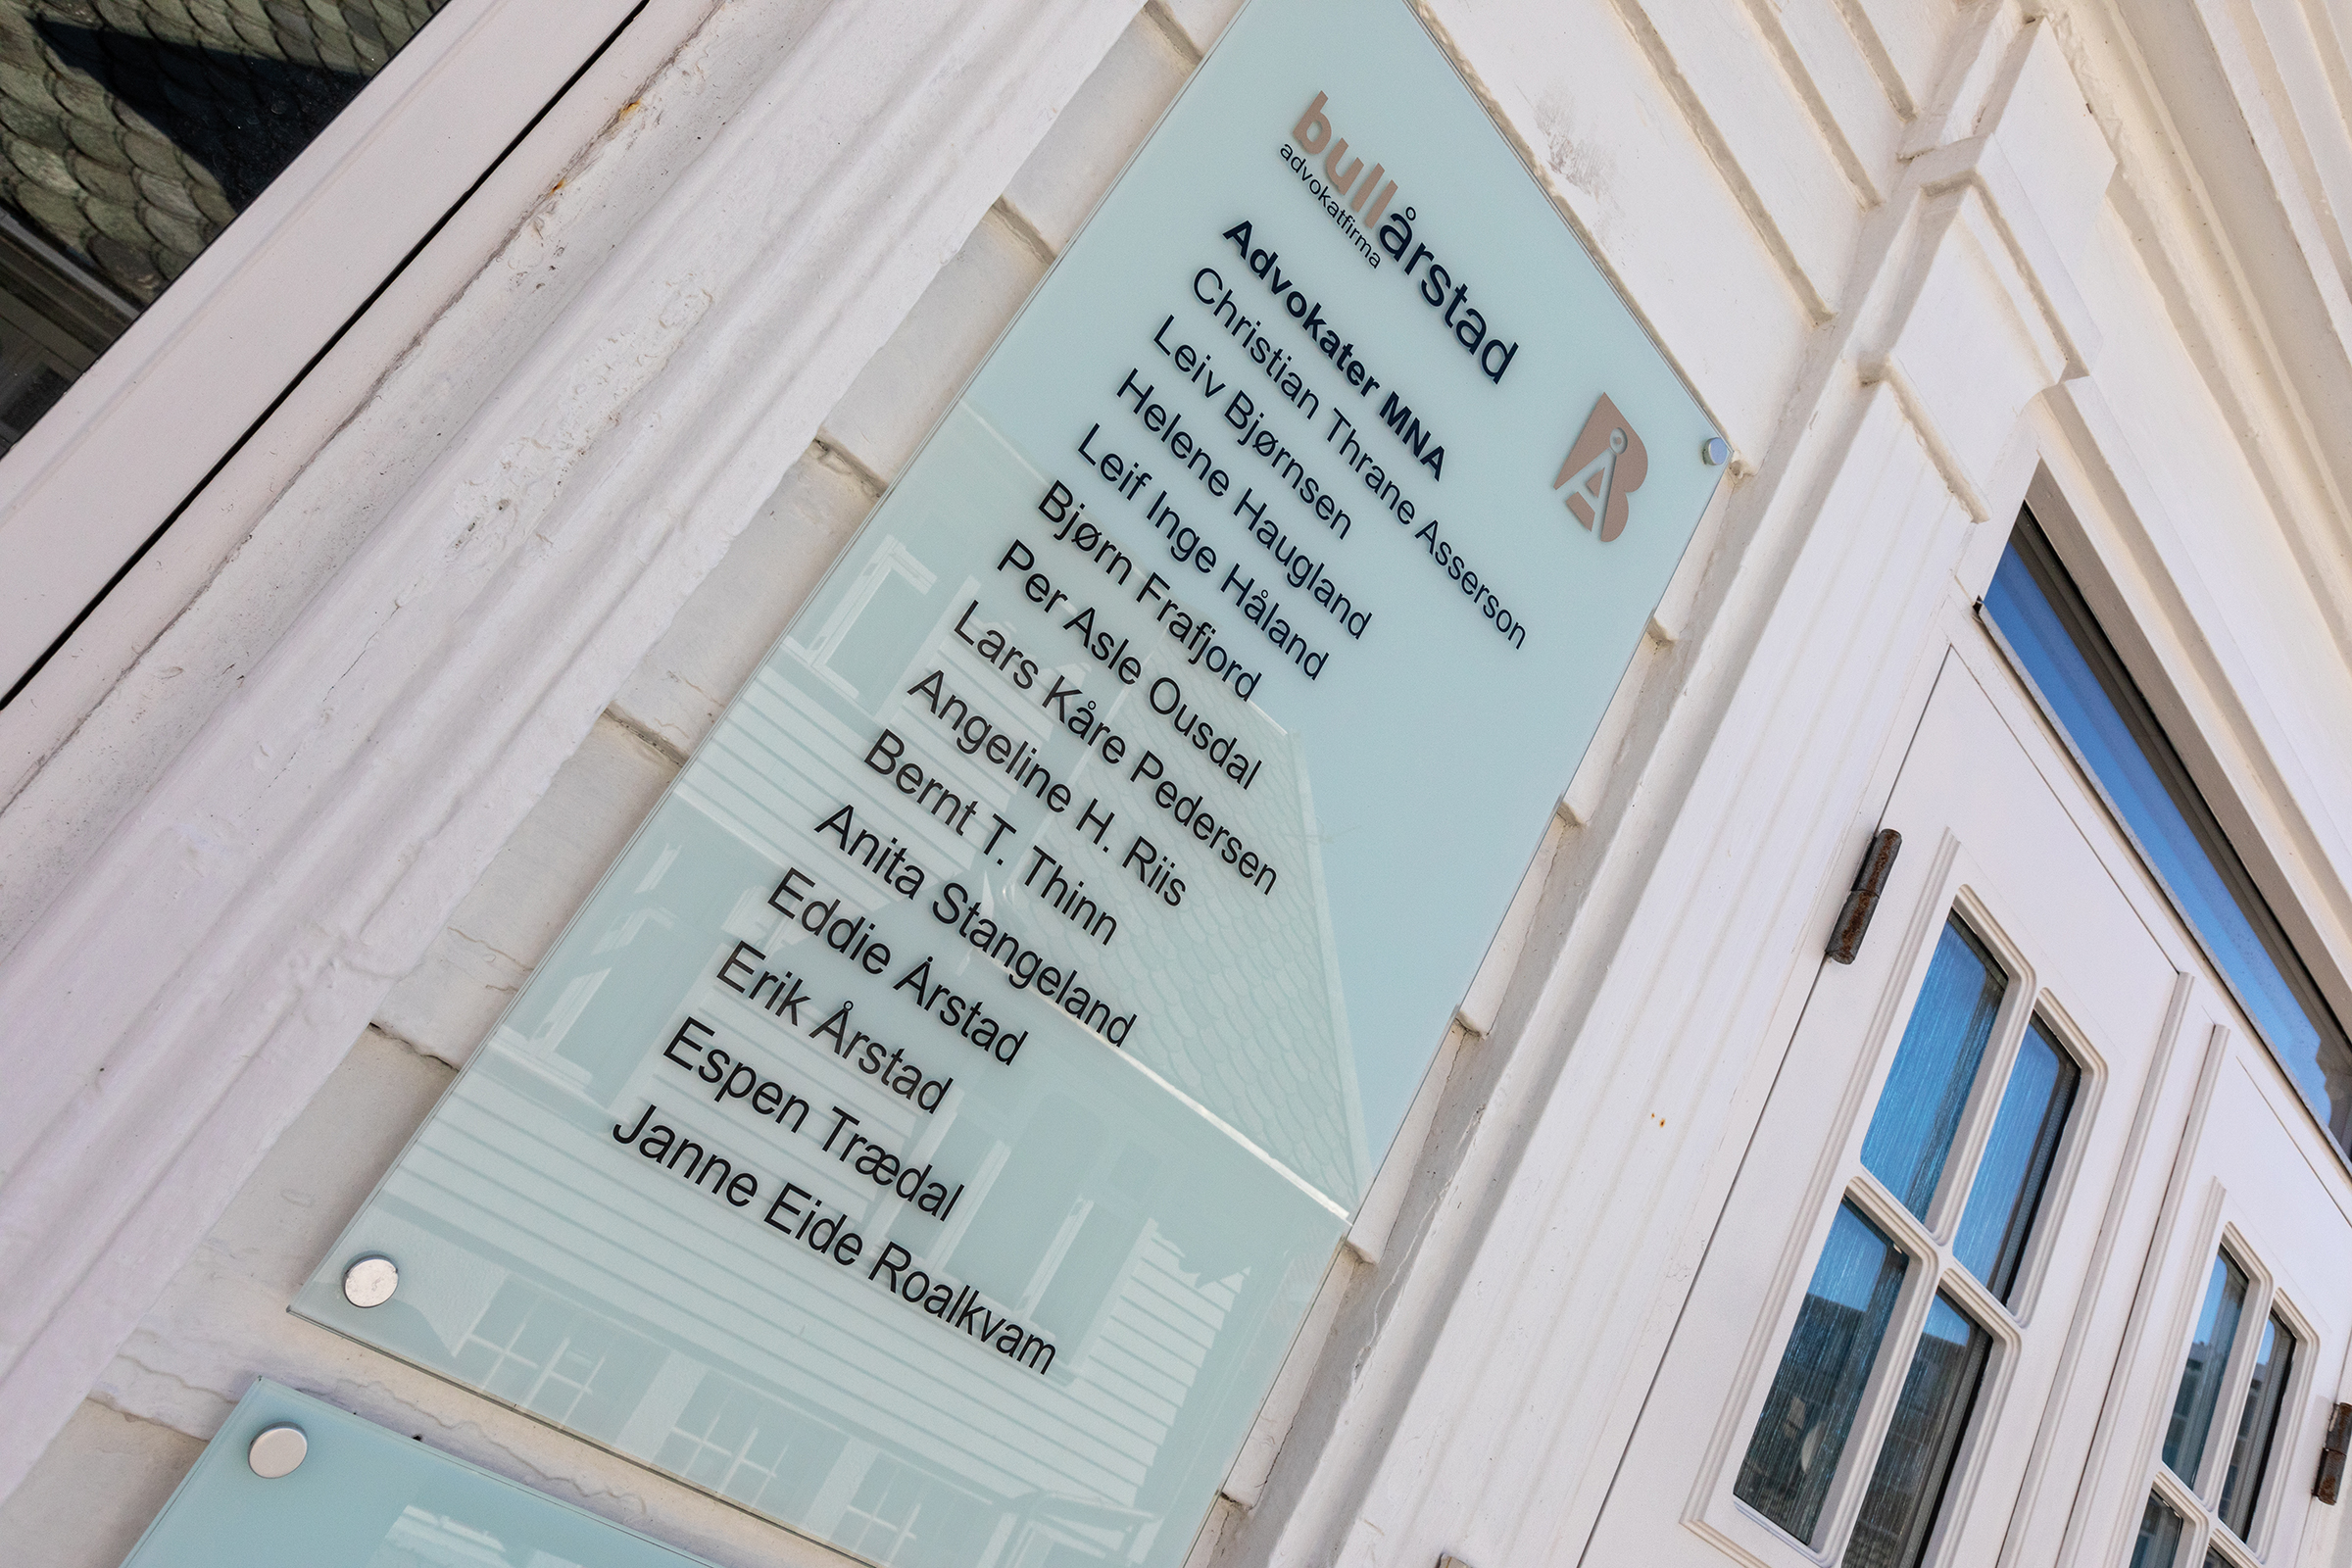 bullårstad
advokatfirma
BÅ
Advokater MNA
Christian Thrane Asserson
Leiv Bjørnsen
Helene Haugland
Leif Inge Håland
Bjørn Frafjord
Per Asle Ousdal
Lars Kåre Pedersen
Angeline H. Riis
Bernt T. Thinn
Anita Stangeland
Eddie Årstad
Erik Årstad
Espen Trædal
Janne Eide Roalkvam